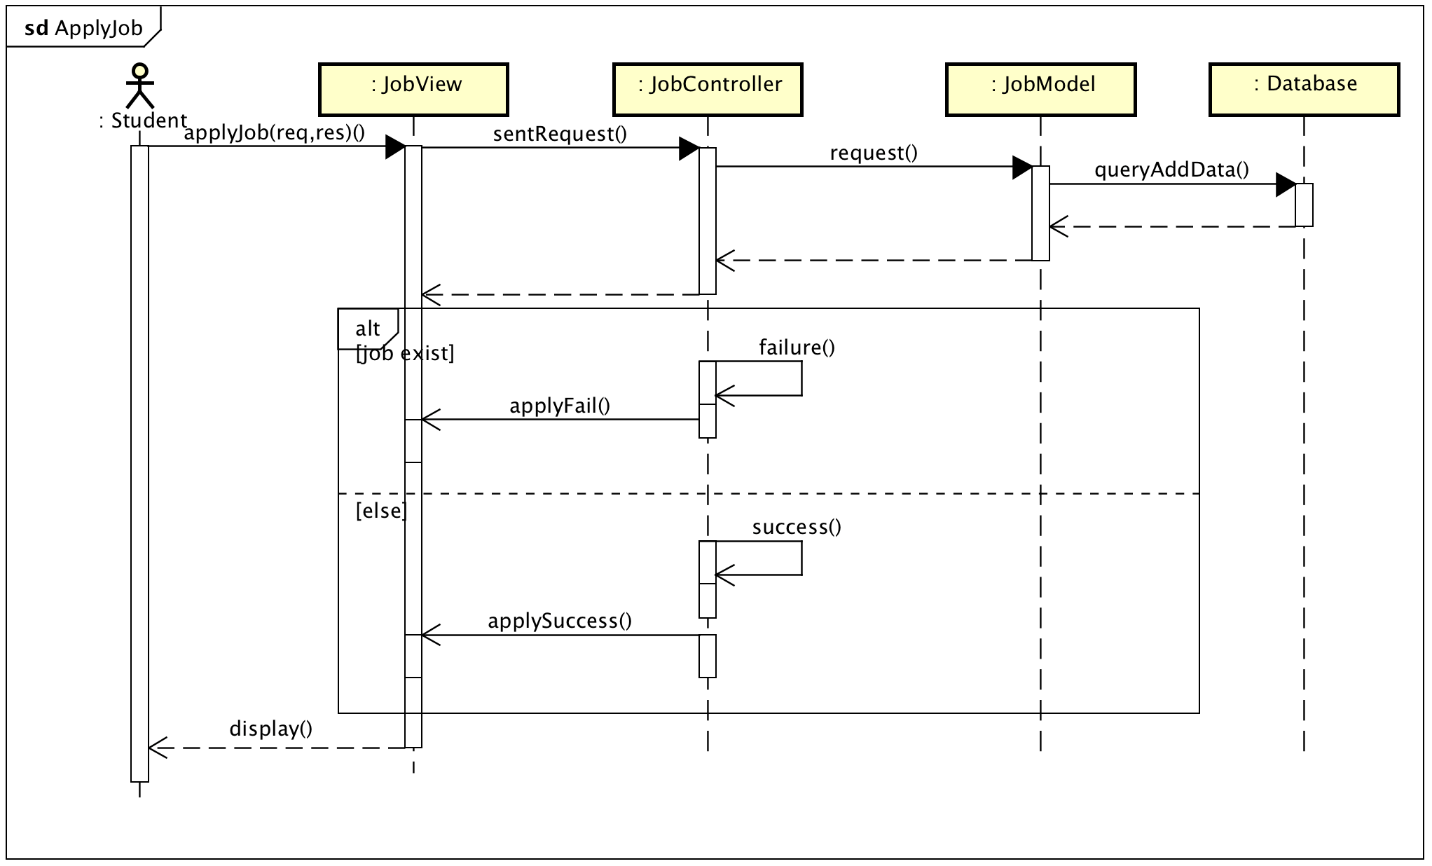 sd ApplyJob
: Student
: JobView
: JobController
: JobModel
: Database
applyJob(req,res)()
sentRequest()
request()
queryAddData()
alt
[job exist]
failure()
applyFail()
[else]
success()
applySuccess()
display()